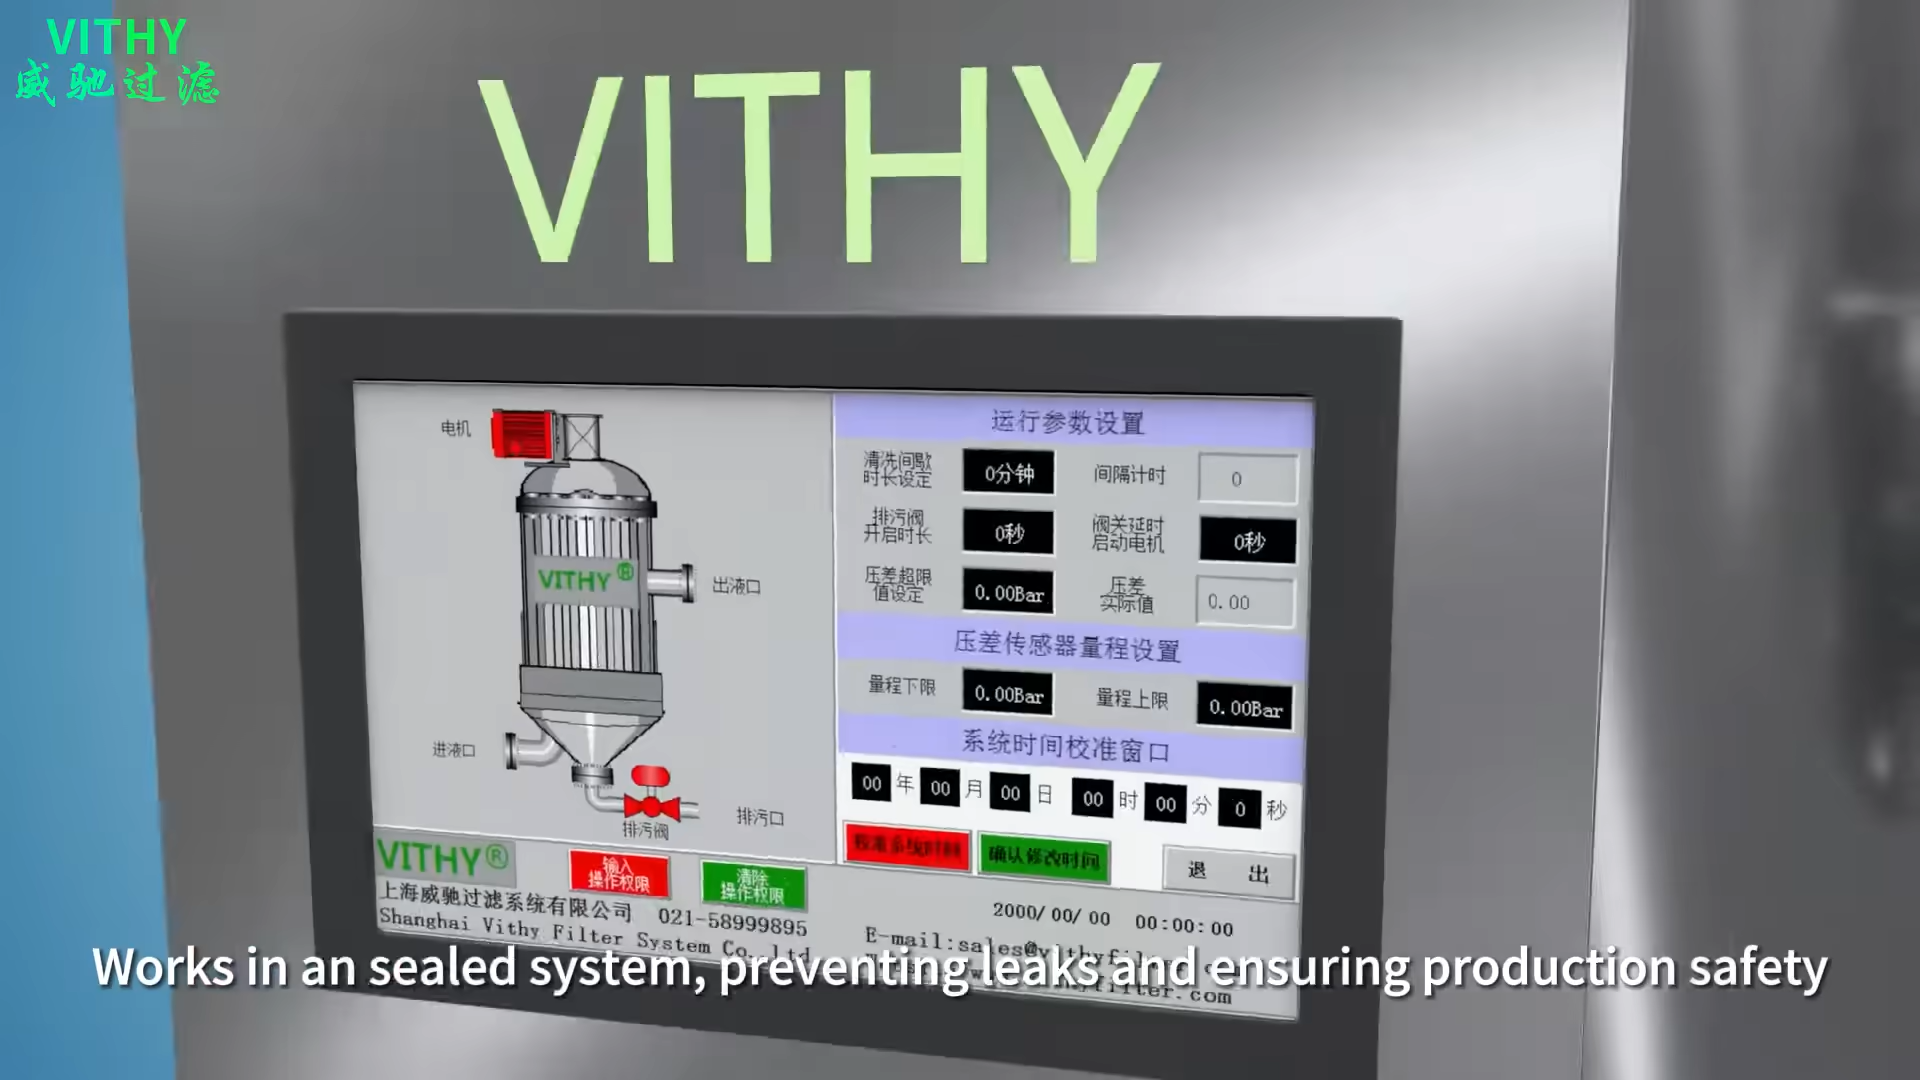 VITHY
威驰过滤
VITHY
电机
出液口
进液口
排污阀
排污口
VITHY®
运行参数设置
清洗间歇
时长设定
0分钟
间隔计时
0
排污阀
开启时长
0秒
阀关延时
启动电机
0秒
压差超限
值设定
0.00Bar
压差
实际值
0.00
压差传感器量程设置
量程下限
0.00Bar
量程上限
0.00Bar
系统时间校准窗口
00 年 00 月 00 日 00 时 00 分 0 秒
校准系统时间
确认修改时间
退 出
VITHY®
输入
操作权限
清除
操作权限
上海威驰过滤系统有限公司 021-58999895
Shanghai Vithy Filter System Co.,ltd
2000/00/00 00:00:00
Works in an sealed system, preventing leaks and ensuring production safety